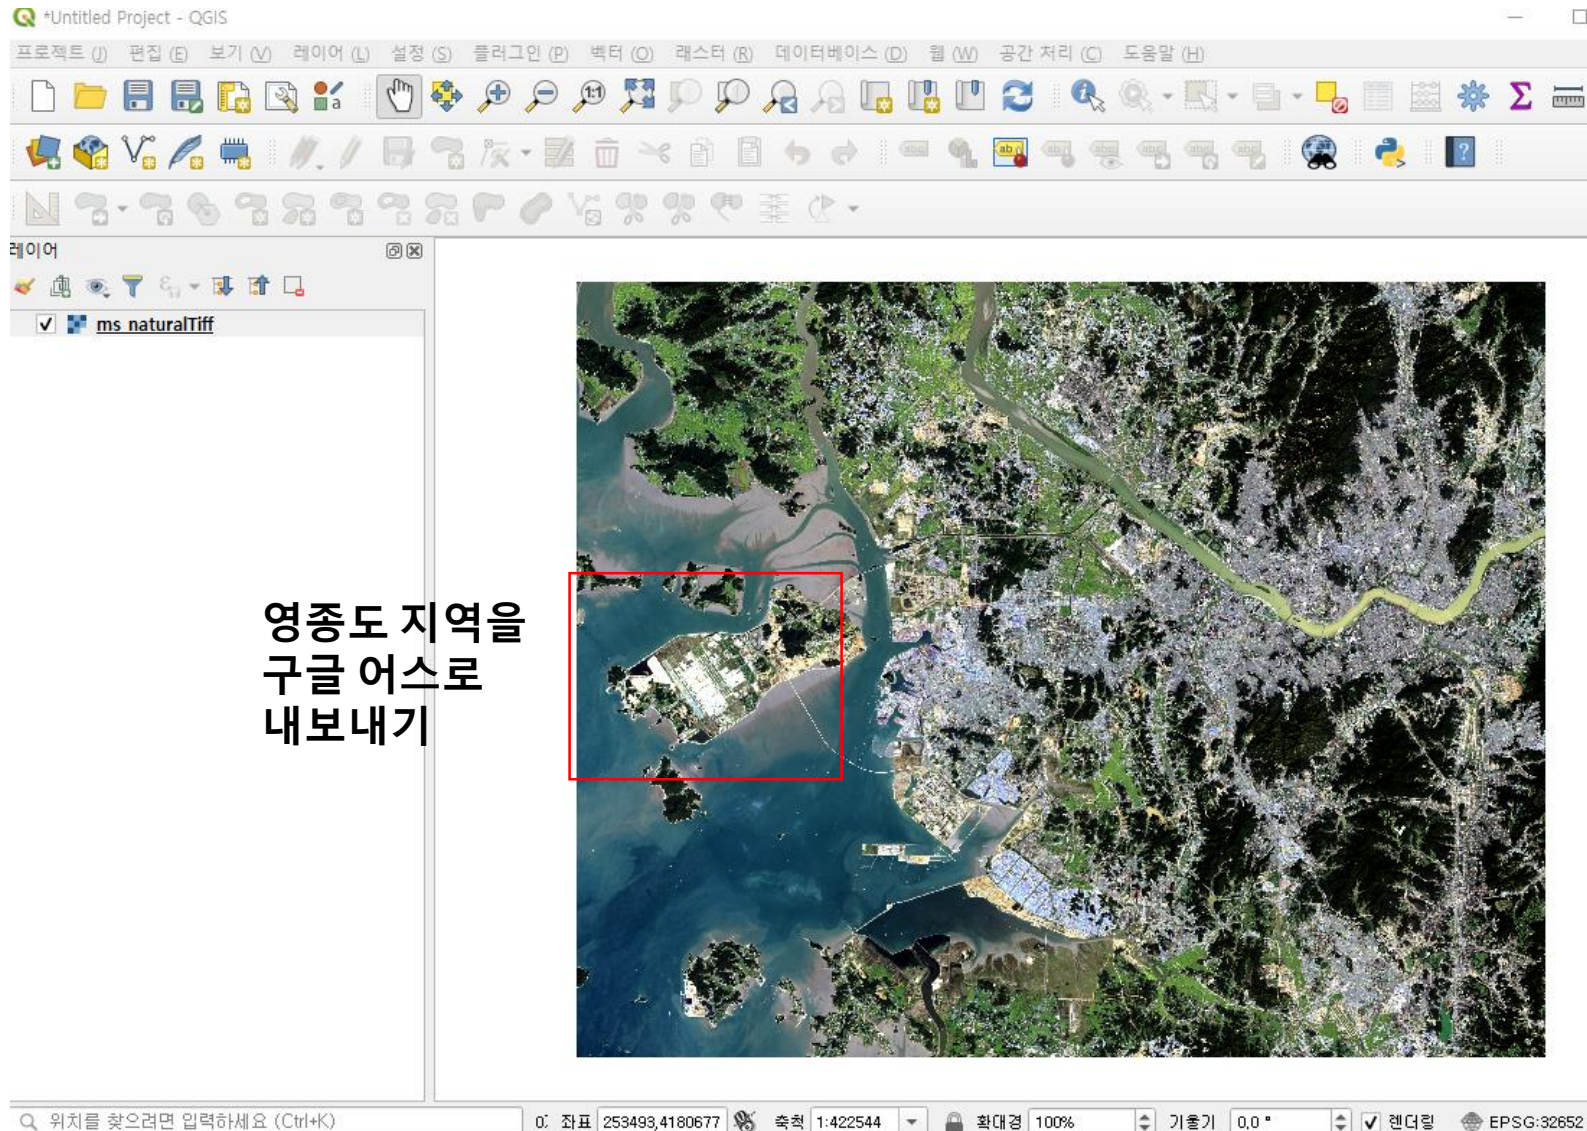 *Untitled Project - QGIS
프로젝트 (J) 편집 (E) 보기 (V) 레이어 (L) 설정 (S) 플러그인 (P) 벡터 (O) 래스터 (R) 데이터베이스 (D) 웹 (W) 공간 처리 (C) 도움말 (H)
레이어
ms_naturalTiff
영종도 지역을
구글 어스로
내보내기
위치를 찾으려면 입력하세요 (Ctrl+K) 좌표 253493,4180677 축척 1:422544 확대경 100% 기울기 0.0 ° 렌더링 EPSG:32652